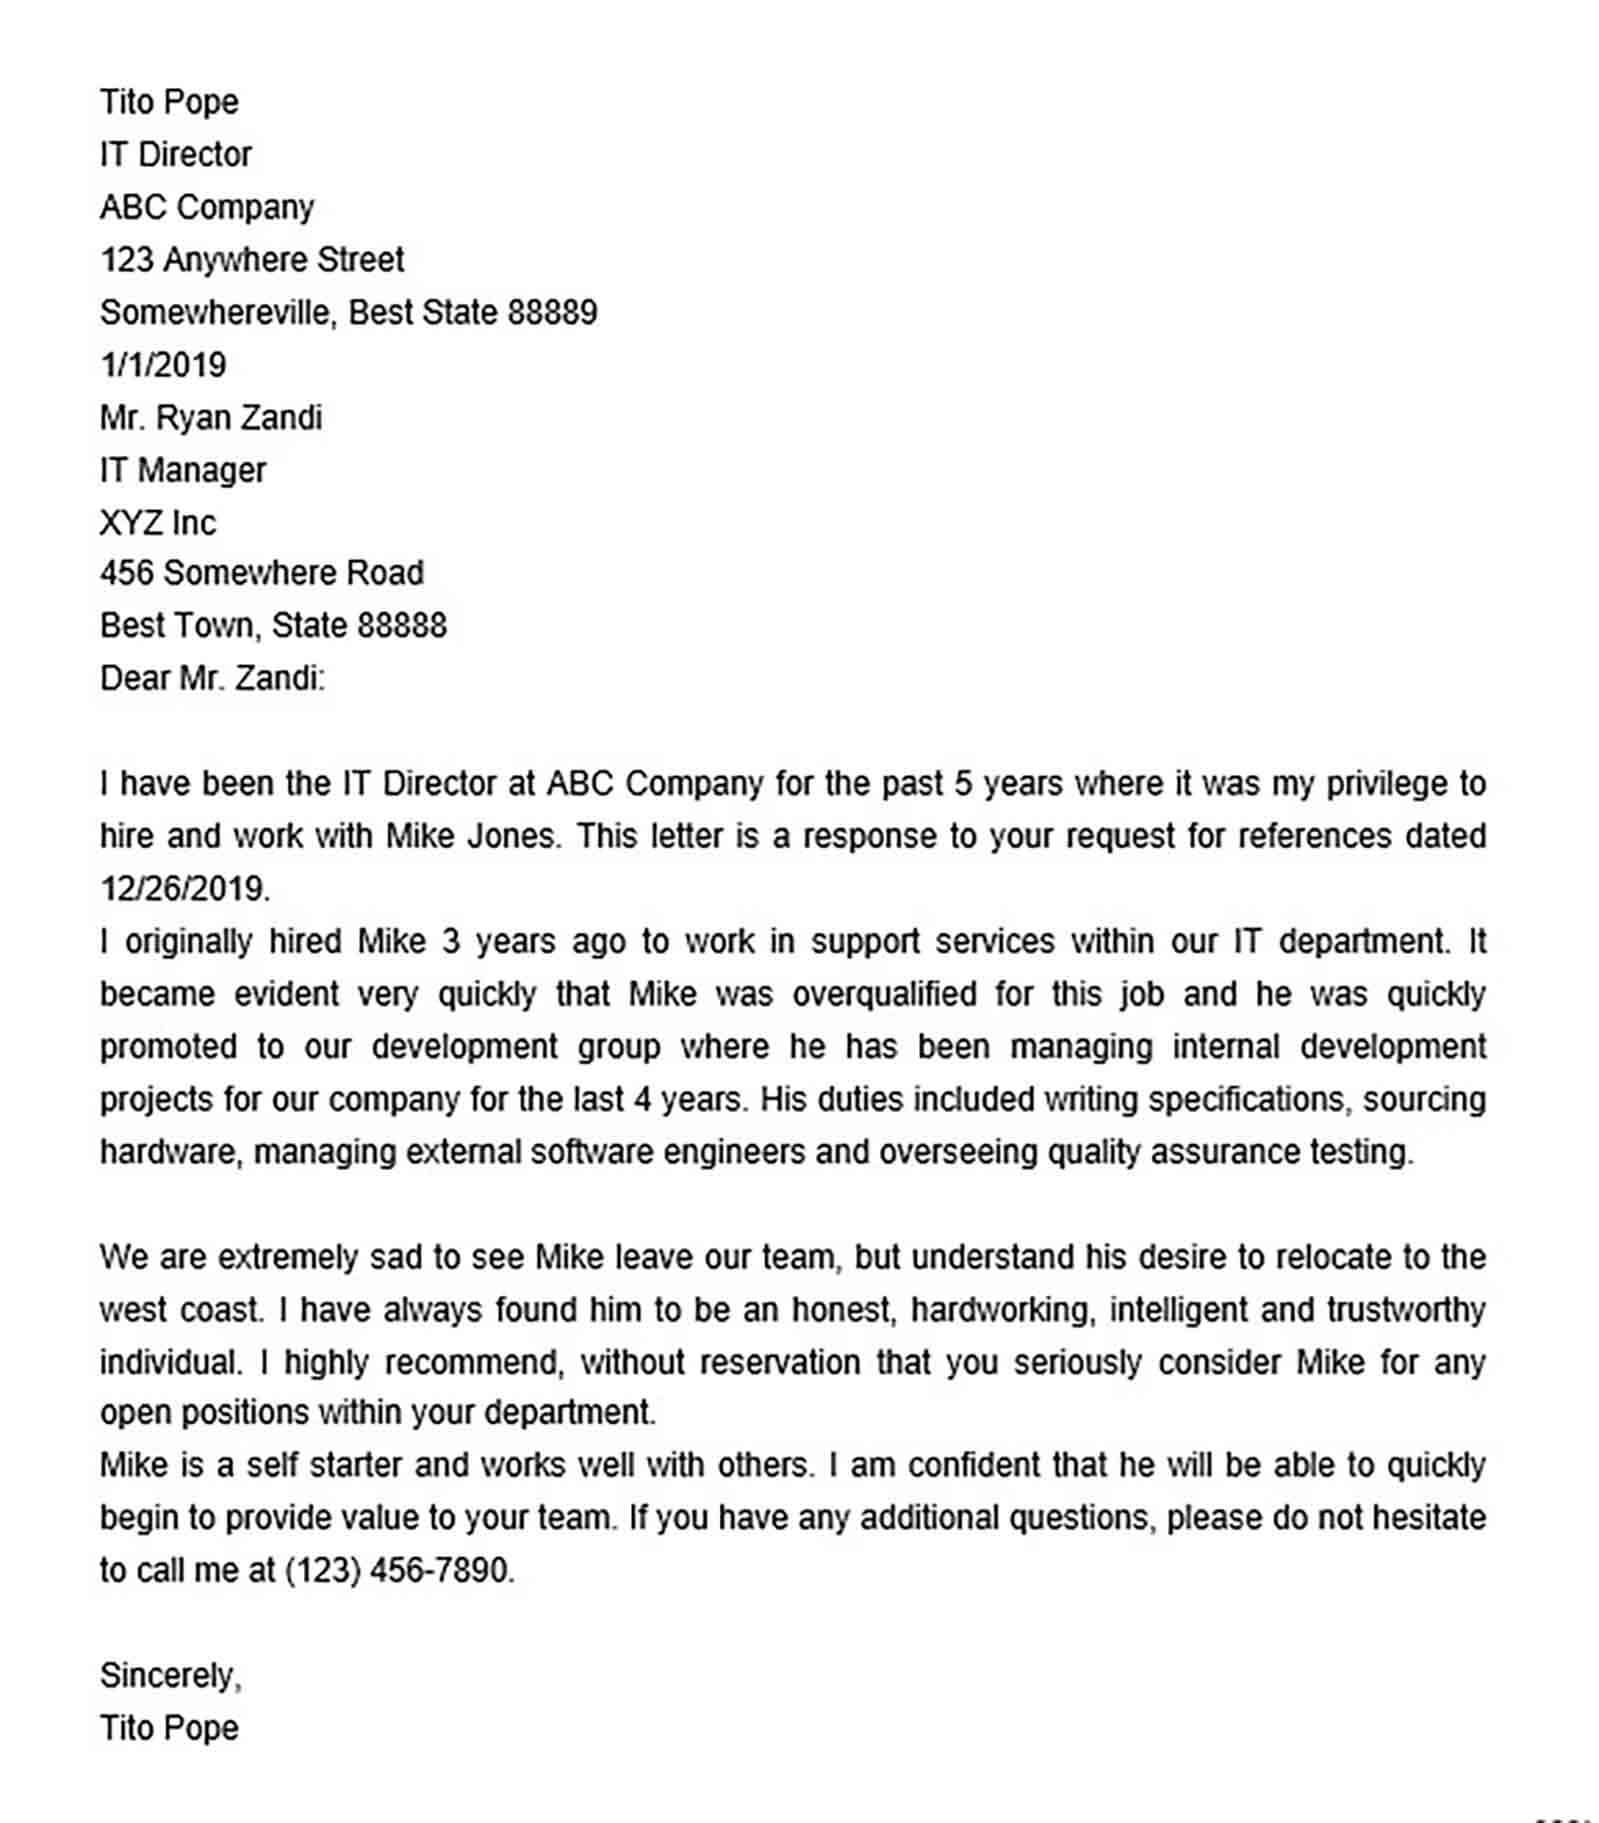 Tito Pope
IT Director
ABC Company
123 Anywhere Street
Somewhereville, Best State 88889
1/1/2019
Mr. Ryan Zandi
IT Manager
XYZ Inc
456 Somewhere Road
Best Town, State 88888
Dear Mr. Zandi:
I have been the IT Director at ABC Company for the past 5 years where it was my privilege to
hire and work with Mike Jones. This letter is a response to your request for references dated
12/26/2019.
I originally hired Mike 3 years ago to work in support services within our IT department. It
became evident very quickly that Mike was overqualified for this job and he was quickly
promoted to our development group where he has been managing internal development
projects for our company for the last 4 years. His duties included writing specifications, sourcing
hardware, managing external software engineers and overseeing quality assurance testing.
We are extremely sad to see Mike leave our team, but understand his desire to relocate to the
west coast. I have always found him to be an honest, hardworking, intelligent and trustworthy
individual. I highly recommend, without reservation that you seriously consider Mike for any
open positions within your department.
Mike is a self starter and works well with others. I am confident that he will be able to quickly
begin to provide value to your team. If you have any additional questions, please do not hesitate
to call me at (123) 456-7890.
Sincerely,
Tito Pope